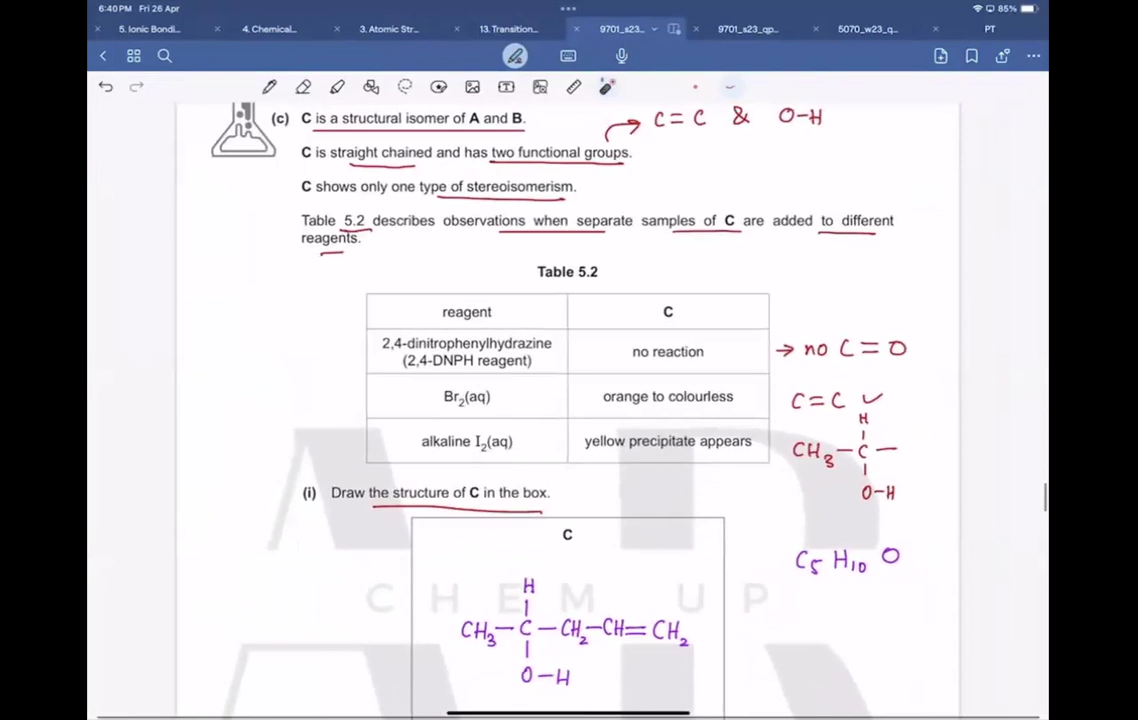 6:40 PM Fri 26 Apr
85%
5. Ionic Bondi...
4. Chemical...
3. Atomic Str...
13. Transition...
9701_s23...
9701_s23_qp...
5070_w23_q...
PT
(c) C is a structural isomer of A and B.
C = C & O-H
C is straight chained and has two functional groups.
C shows only one type of stereoisomerism.
Table 5.2 describes observations when separate samples of C are added to different
reagents.
Table 5.2
reagent C
2,4-dinitrophenylhydrazine
(2,4-DNPH reagent)
no reaction
→ no C = O
Br₂(aq) orange to colourless
C = C ✓
alkaline I₂(aq) yellow precipitate appears
H
CH₃ — C —
O-H
(i) Draw the structure of C in the box.
C
C₅ H₁₀ O
CHEM UP
H
CH₃ — C — CH₂ — CH = CH₂
O — H